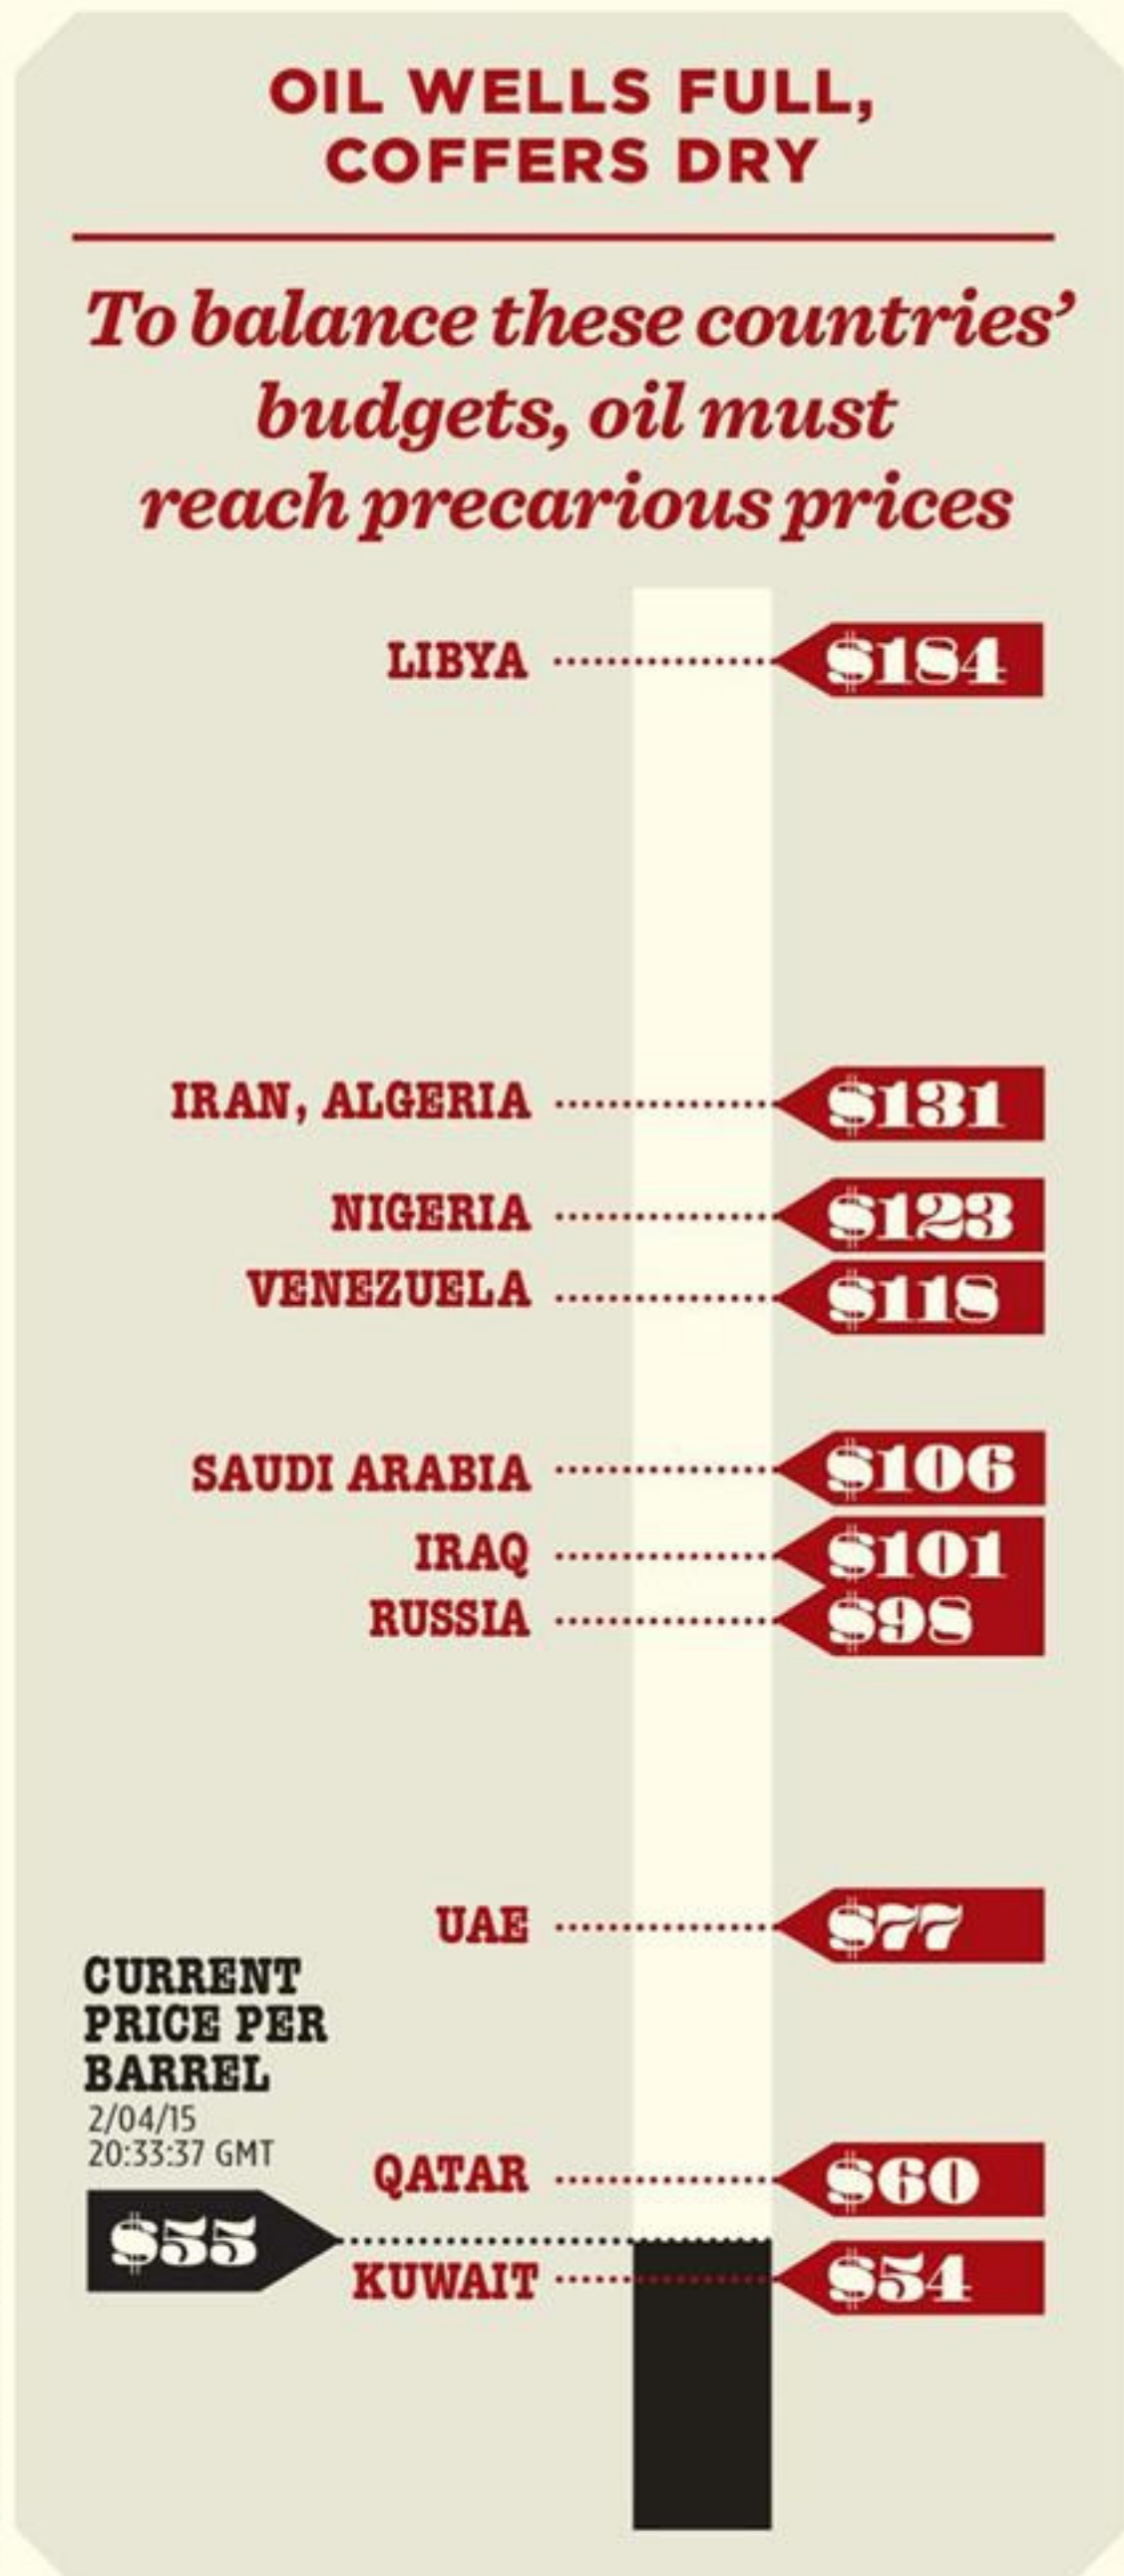 OIL WELLS FULL,
COFFERS DRY
To balance these countries’
budgets, oil must
reach precarious prices
LIBYA $184
IRAN, ALGERIA $131
NIGERIA $123
VENEZUELA $118
SAUDI ARABIA $106
IRAQ $101
RUSSIA $98
UAE $77
CURRENT
PRICE PER
BARREL
2/04/15
20:33:37 GMT
QATAR $60
$55
KUWAIT $54